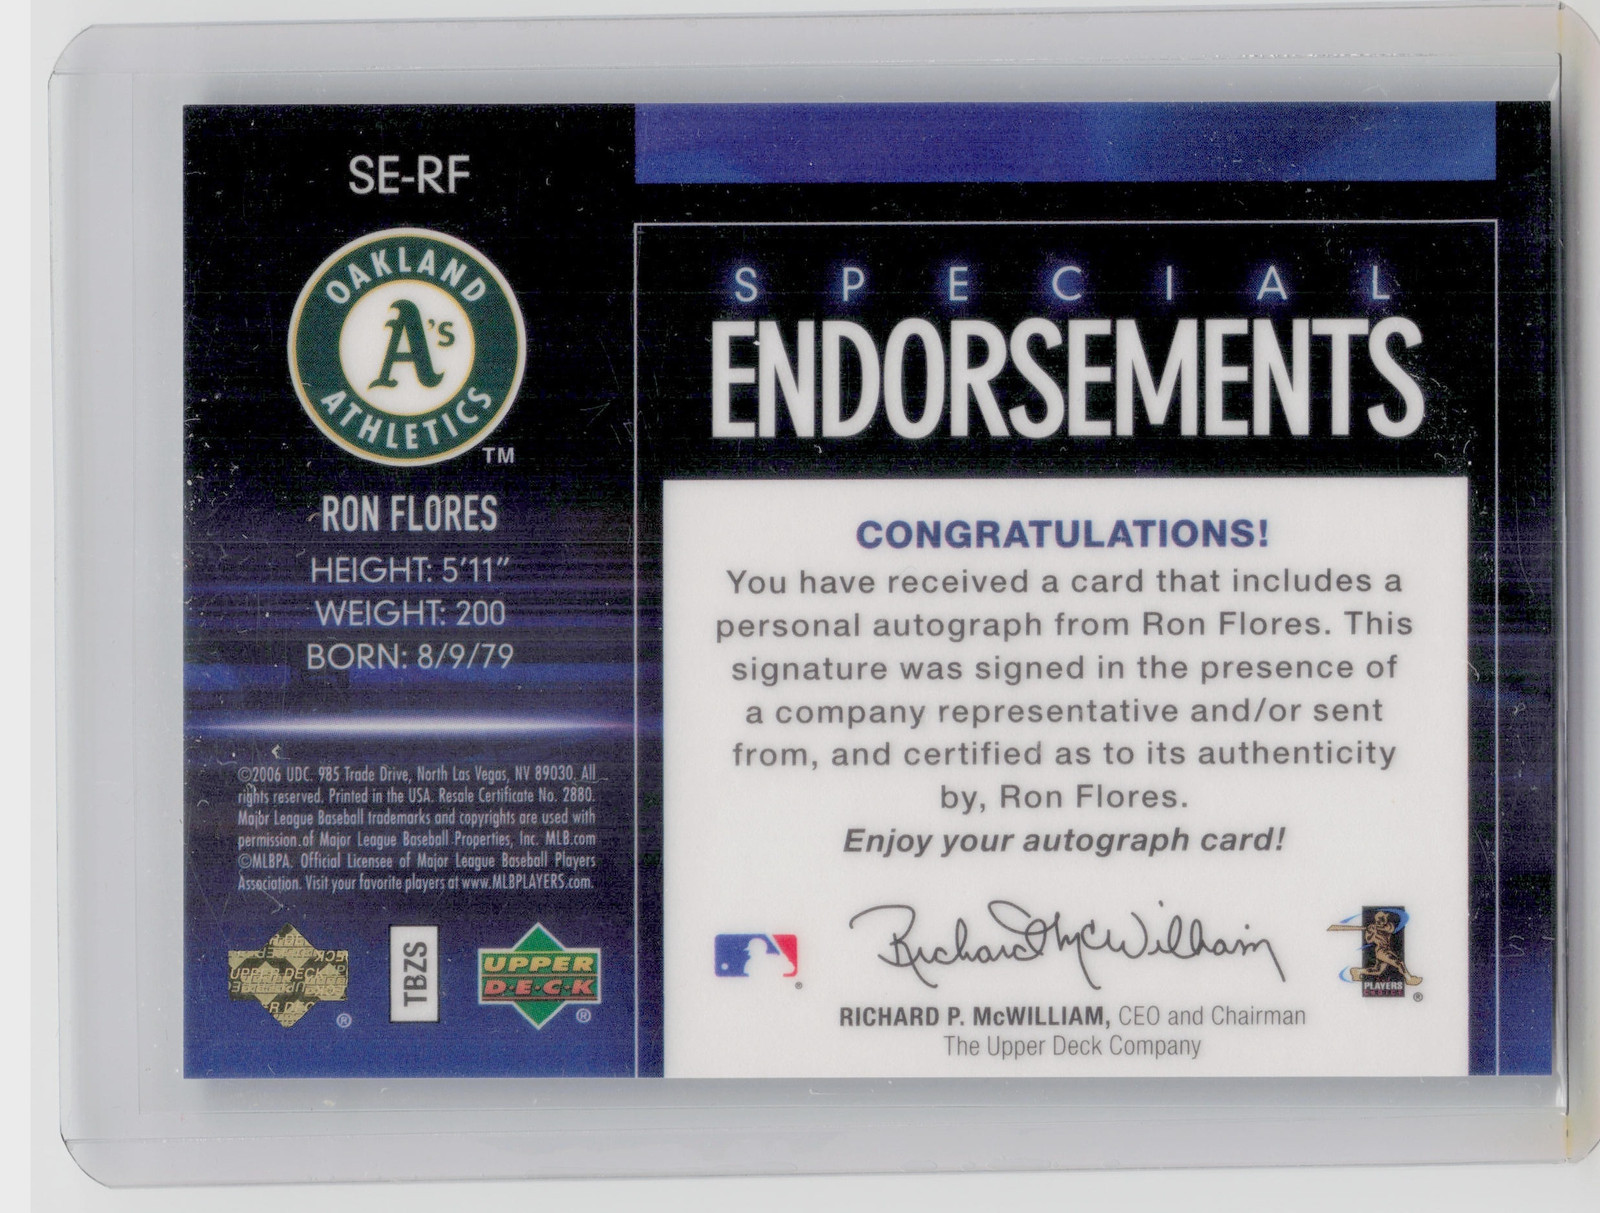 SE-RF
OAKLAND
A's
ATHLETICS
TM
RON FLORES
HEIGHT: 5'11"
WEIGHT: 200
BORN: 8/9/79
©2006 UDC. 985 Trade Drive, North Las Vegas, NV 89030. All
rights reserved. Printed in the USA. Resale Certificate No. 2880.
Major League Baseball trademarks and copyrights are used with
permission of Major League Baseball Properties, Inc. MLB.com
©MLBPA. Official Licensee of Major League Baseball Players
Association. Visit your favorite players at www.MLBPLAYERS.com.
UPPER DECK
®
TBZS
UPPER
D·E·C·K
®
SPECIAL
ENDORSEMENTS
CONGRATULATIONS!
You have received a card that includes a
personal autograph from Ron Flores. This
signature was signed in the presence of
a company representative and/or sent
from, and certified as to its authenticity
by, Ron Flores.
Enjoy your autograph card!
®
Richard P. McWilliam
PLAYERS
CHOICE
®
RICHARD P. McWILLIAM, CEO and Chairman
The Upper Deck Company